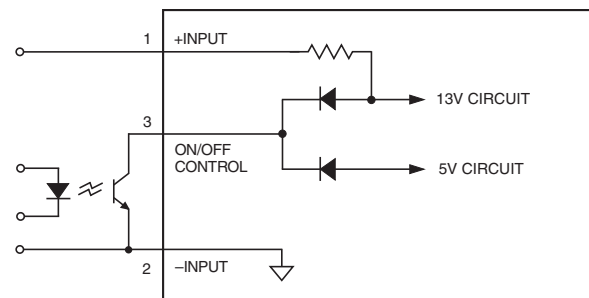 1
+INPUT
13V CIRCUIT
3
ON/OFF
CONTROL
5V CIRCUIT
2
–INPUT